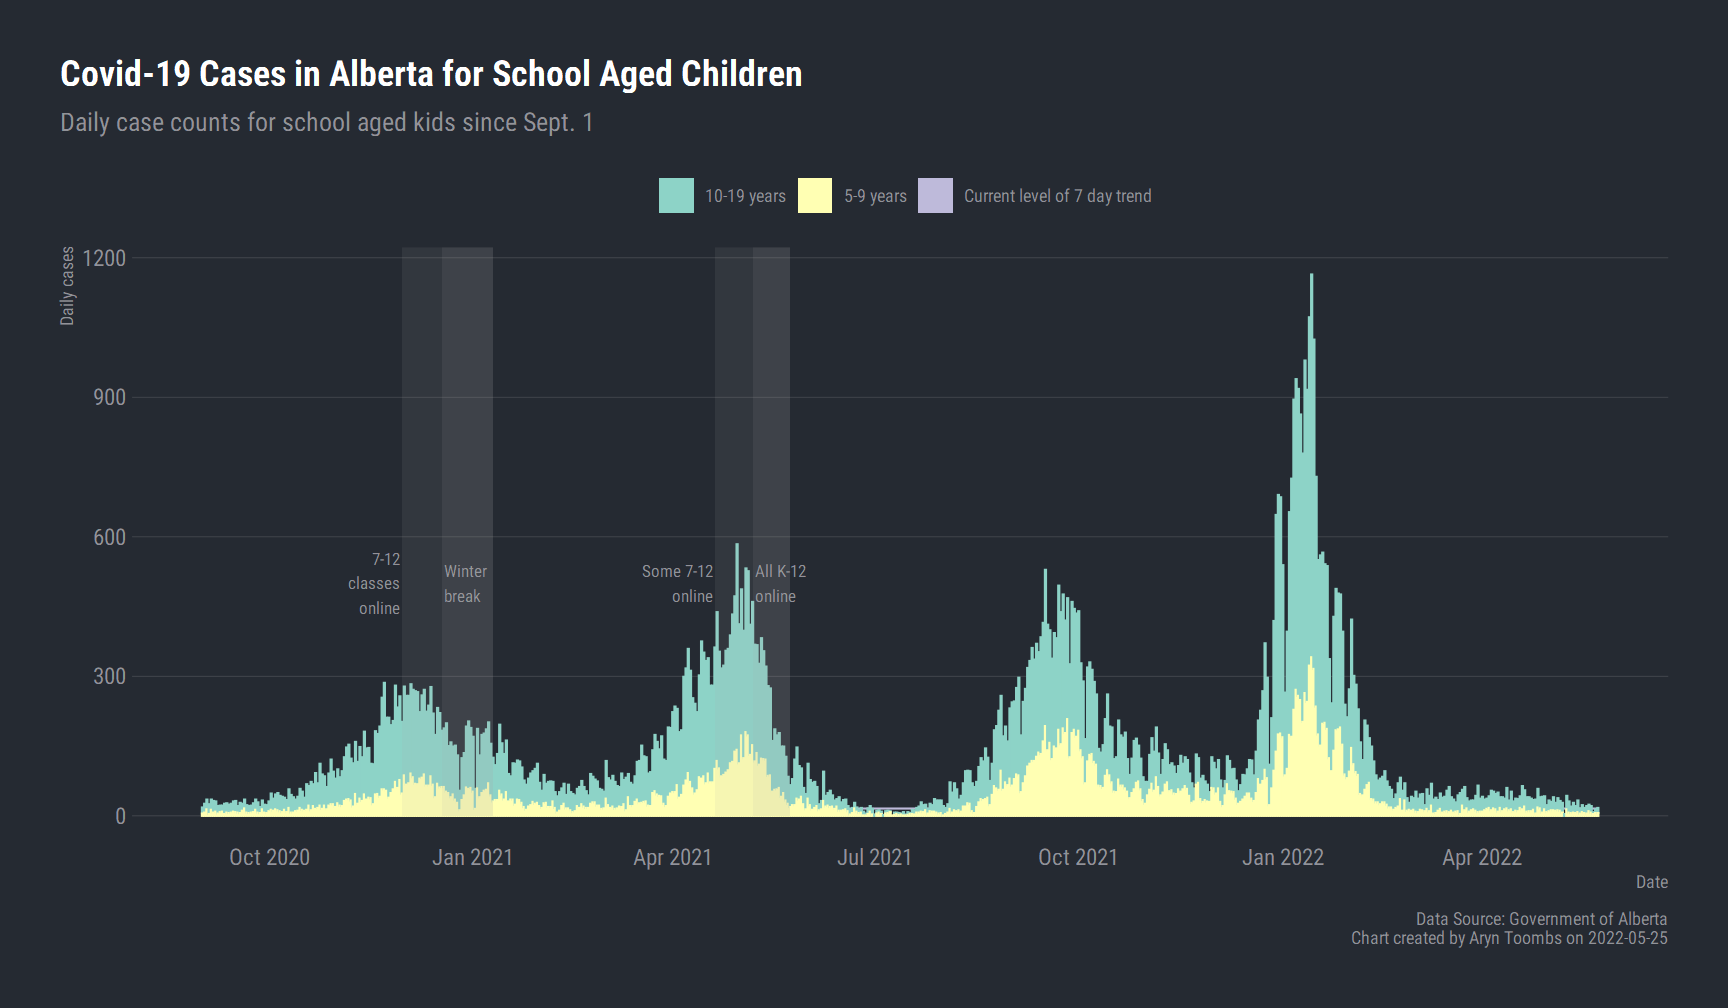 Covid-19 Cases in Alberta for School Aged Children
Daily case counts for school aged kids since Sept. 1
10-19 years
5-9 years
Current level of 7 day trend
Daily cases
1200
900
600
300
0
7-12
classes
online
Winter
break
Some 7-12
online
All K-12
online
Oct 2020
Jan 2021
Apr 2021
Jul 2021
Oct 2021
Jan 2022
Apr 2022
Date
Data Source: Government of Alberta
Chart created by Aryn Toombs on 2022-05-25